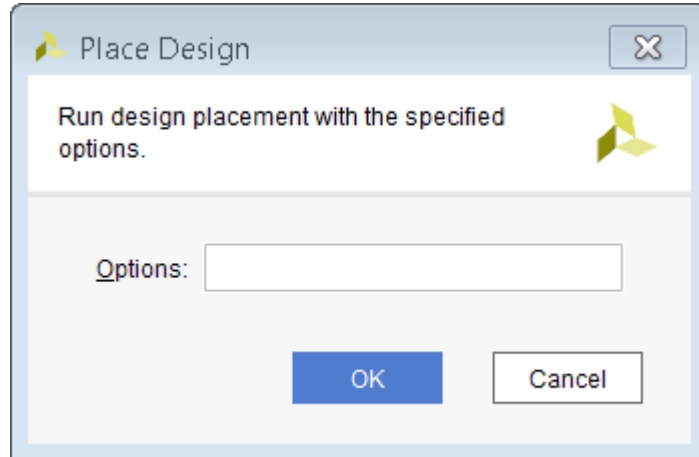 Place Design
Run design placement with the specified
options.
Options:
OK Cancel